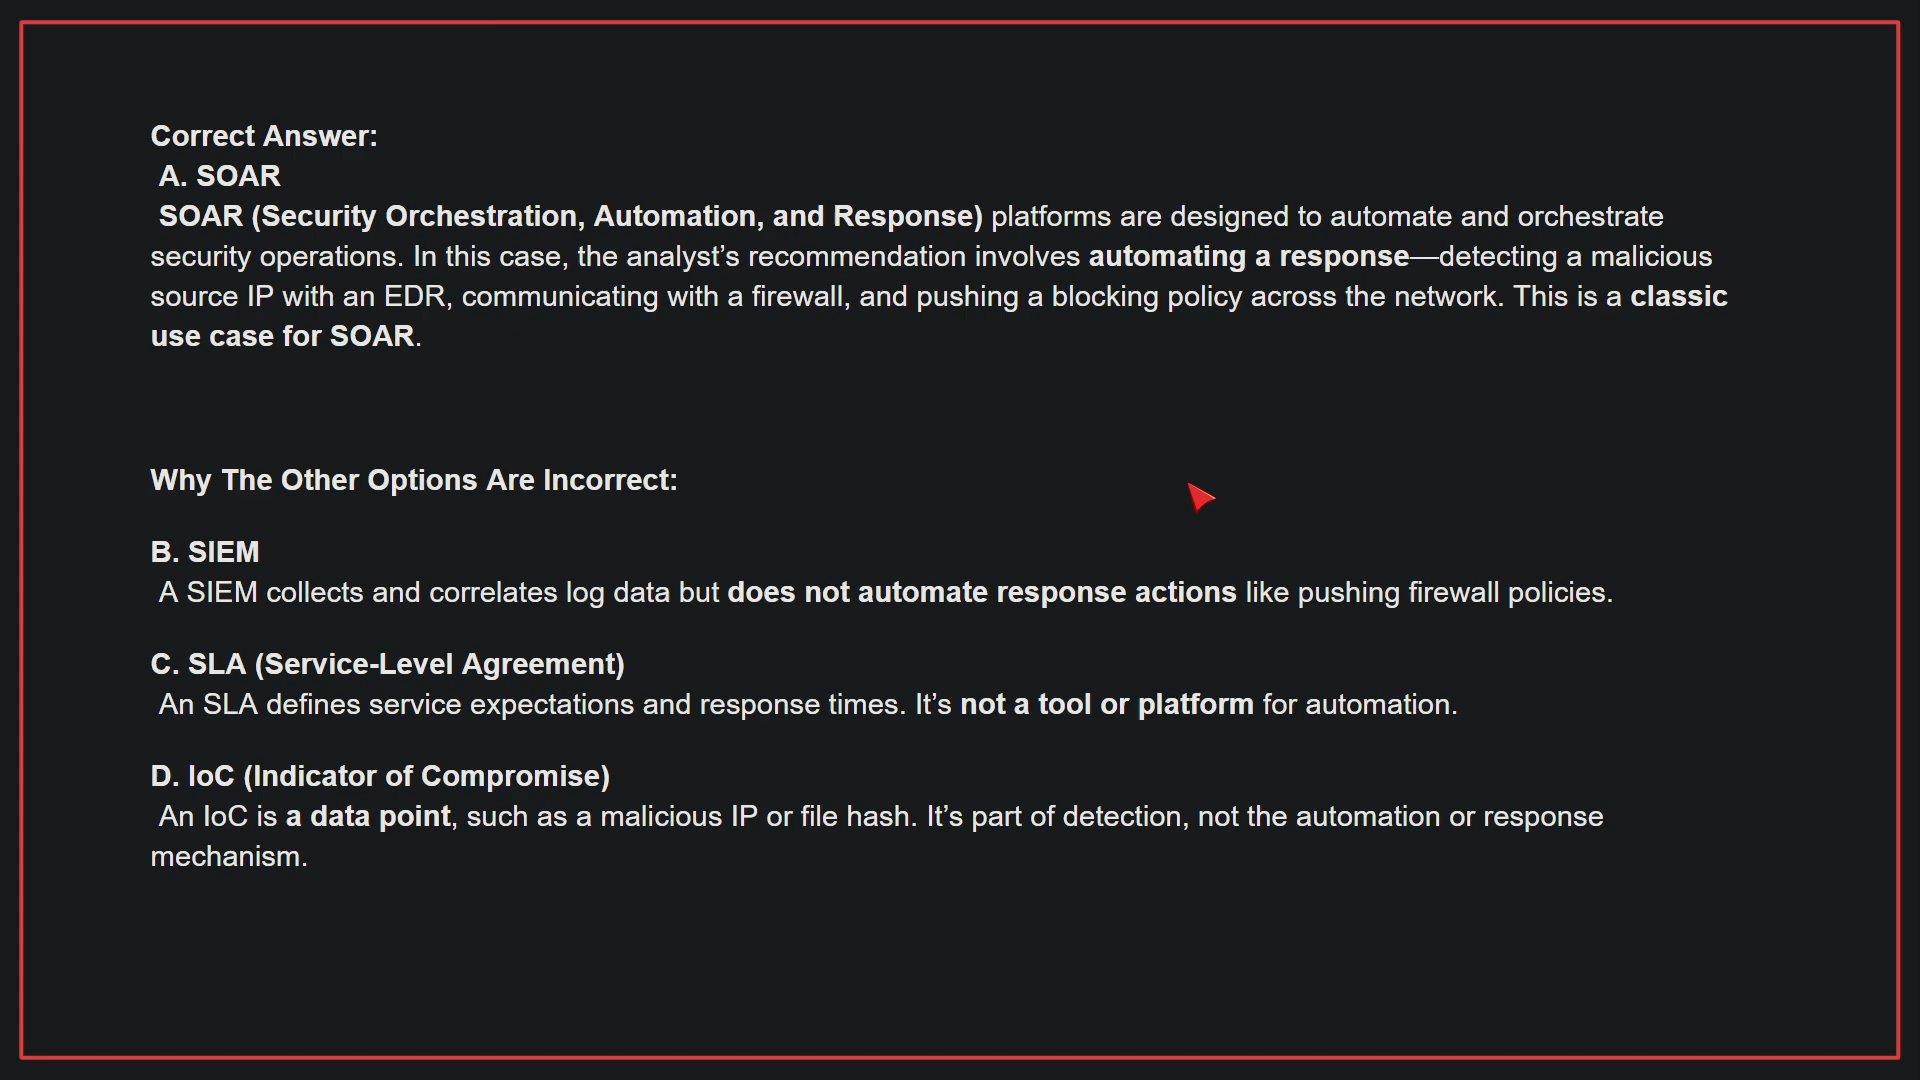 Correct Answer:
A. SOAR
SOAR (Security Orchestration, Automation, and Response) platforms are designed to automate and orchestrate
security operations. In this case, the analyst’s recommendation involves automating a response—detecting a malicious
source IP with an EDR, communicating with a firewall, and pushing a blocking policy across the network. This is a classic
use case for SOAR.
Why The Other Options Are Incorrect:
B. SIEM
A SIEM collects and correlates log data but does not automate response actions like pushing firewall policies.
C. SLA (Service-Level Agreement)
An SLA defines service expectations and response times. It’s not a tool or platform for automation.
D. IoC (Indicator of Compromise)
An IoC is a data point, such as a malicious IP or file hash. It’s part of detection, not the automation or response
mechanism.